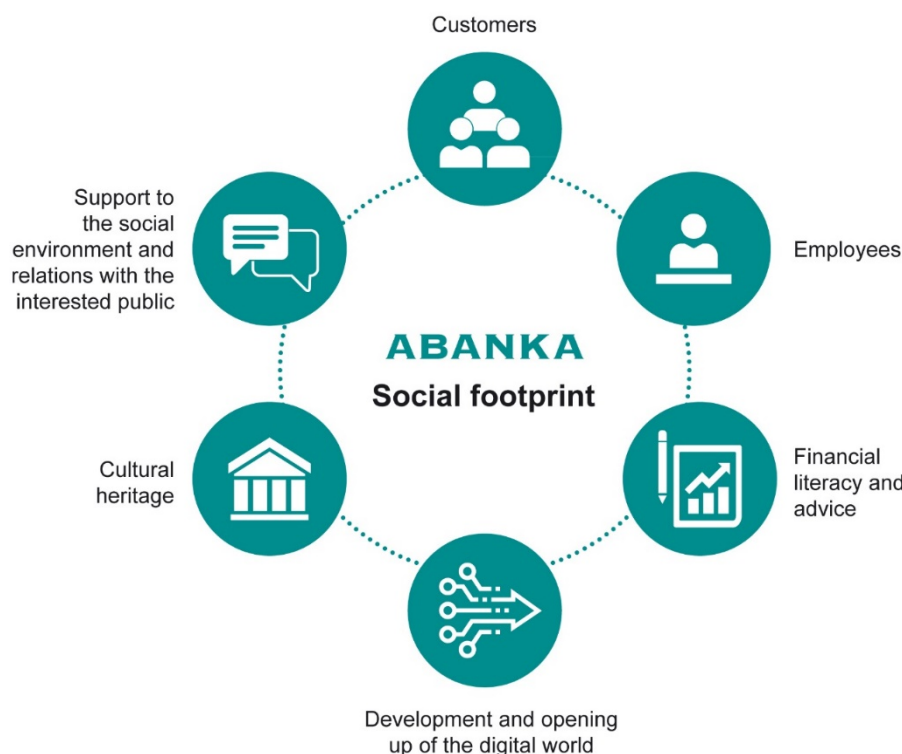 Customers
Support to
the social
environment and
relations with the
interested public
Employees
ABANKA
Social footprint
Cultural
heritage
Financial
literacy and
advice
Development and opening
up of the digital world